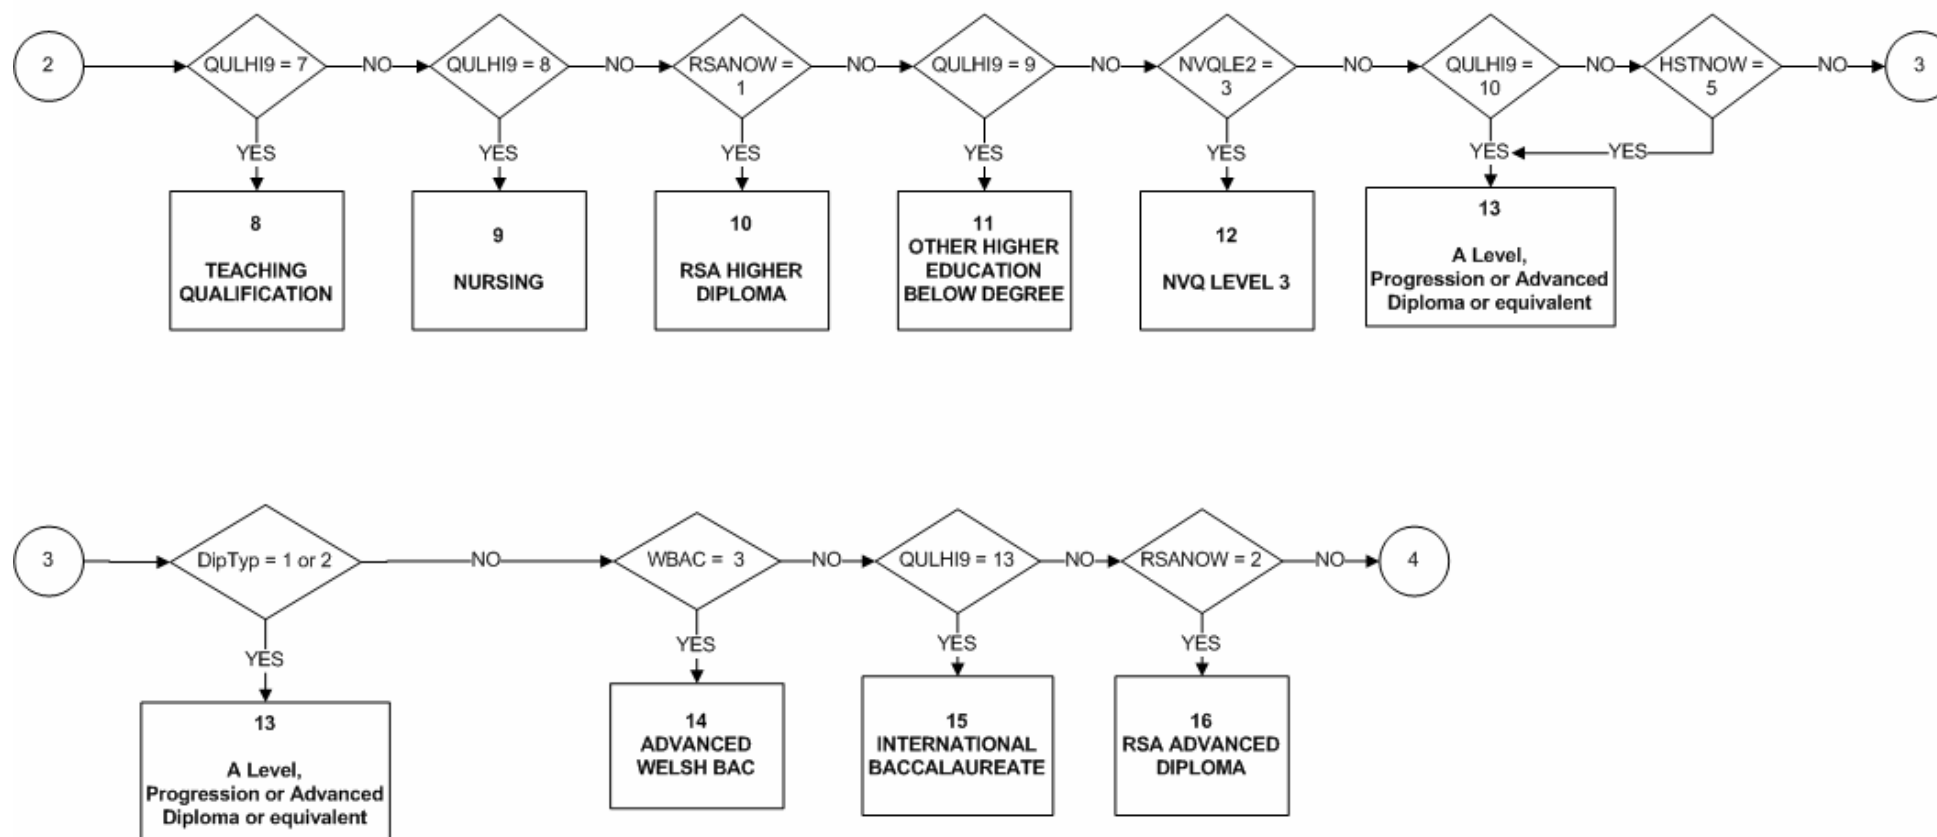 2
QULHI9 = 7
NO
QULHI9 = 8
NO
RSANOW =
1
NO
QULHI9 = 9
NO
NVQLE2 =
3
NO
QULHI9 =
10
NO
HSTNOW =
5
NO
3
YES
YES
YES
YES
YES
YES
YES
8
TEACHING
QUALIFICATION
9
NURSING
10
RSA HIGHER
DIPLOMA
11
OTHER HIGHER
EDUCATION
BELOW DEGREE
12
NVQ LEVEL 3
13
A Level,
Progression or Advanced
Diploma or equivalent
3
DipTyp = 1 or 2
NO
WBAC = 3
NO
QULHI9 = 13
NO
RSANOW = 2
NO
4
YES
YES
YES
YES
13
A Level,
Progression or Advanced
Diploma or equivalent
14
ADVANCED
WELSH BAC
15
INTERNATIONAL
BACCALAUREATE
16
RSA ADVANCED
DIPLOMA